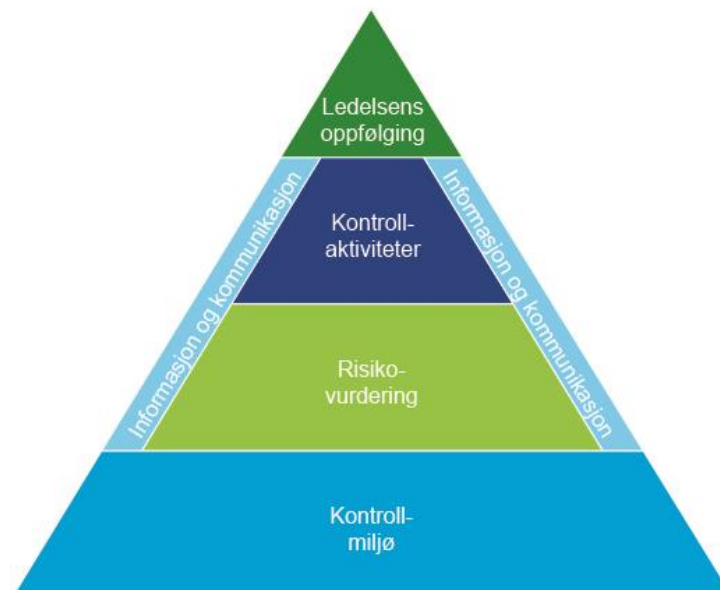 Ledelsens
oppfølging
Informasjon og kommunikasjon
Informasjon og kommunikasjon
Kontroll-
aktiviteter
Risiko-
vurdering
Kontroll-
miljø